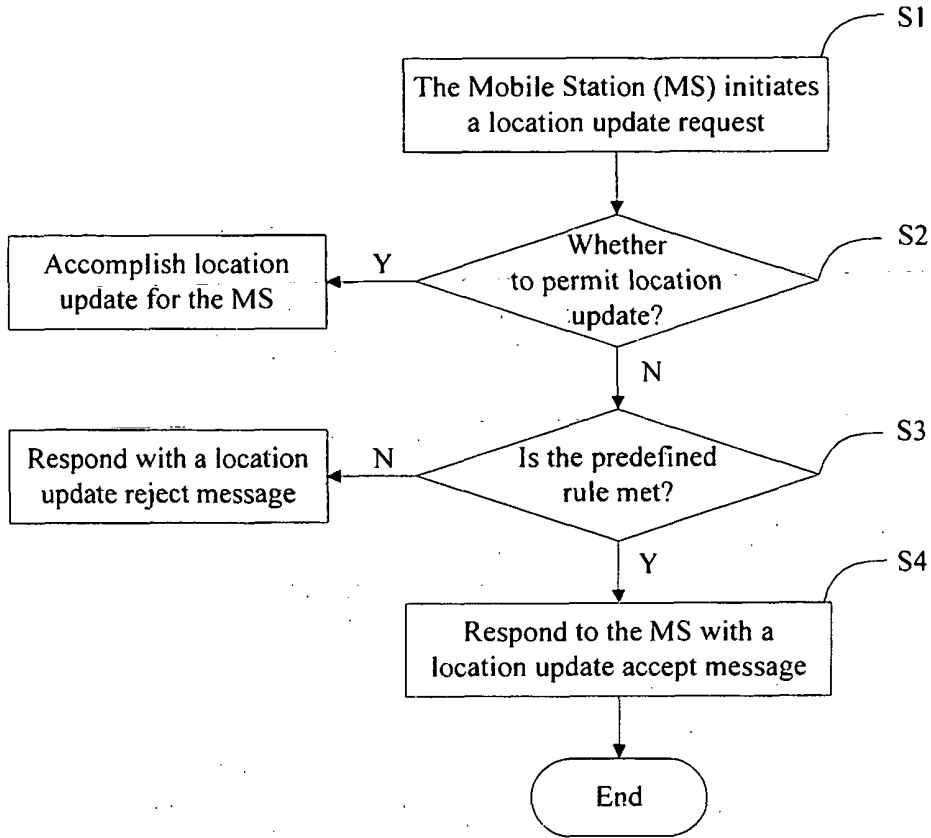 S1
The Mobile Station (MS) initiates
a location update request
S2
Whether
to permit location
update?
Y
Accomplish location
update for the MS
N
S3
Is the predefined
rule met?
N
Respond with a location
update reject message
Y
S4
Respond to the MS with a
location update accept message
End